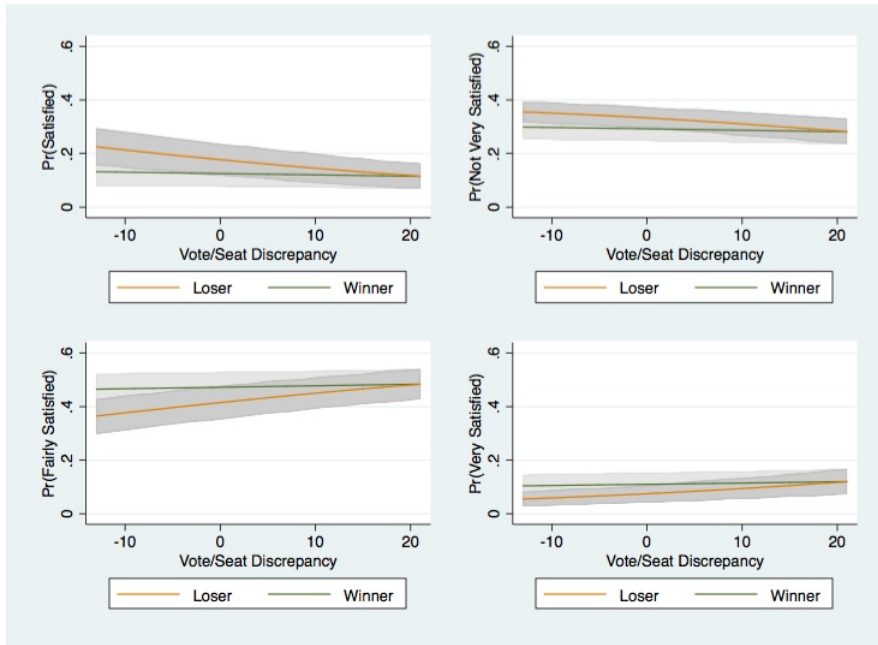 Pr(Satisfied)
.6
.4
.2
0
-10 0 10 20
Vote/Seat Discrepancy
Loser Winner
Pr(Not Very Satisfied)
.6
.4
.2
0
-10 0 10 20
Vote/Seat Discrepancy
Loser Winner
Pr(Fairly Satisfied)
.6
.4
.2
0
-10 0 10 20
Vote/Seat Discrepancy
Loser Winner
Pr(Very Satisfied)
.6
.4
.2
0
-10 0 10 20
Vote/Seat Discrepancy
Loser Winner